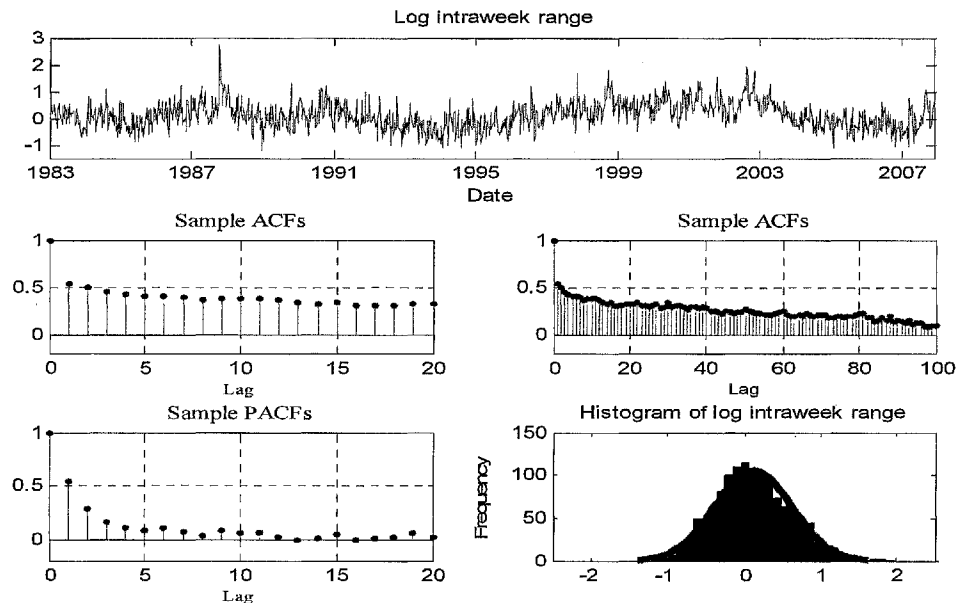 Log intraweek range
3
2
1
0
-1
1983 1987 1991 1995 1999 2003 2007
Date
Sample ACFs
1
0.5
0
0 5 10 15 20
Lag
Sample ACFs
1
0.5
0
0 20 40 60 80 100
Lag
Sample PACFs
1
0.5
0
0 5 10 15 20
Lag
Histogram of log intraweek range
Frequency
150
100
50
0
-2 -1 0 1 2